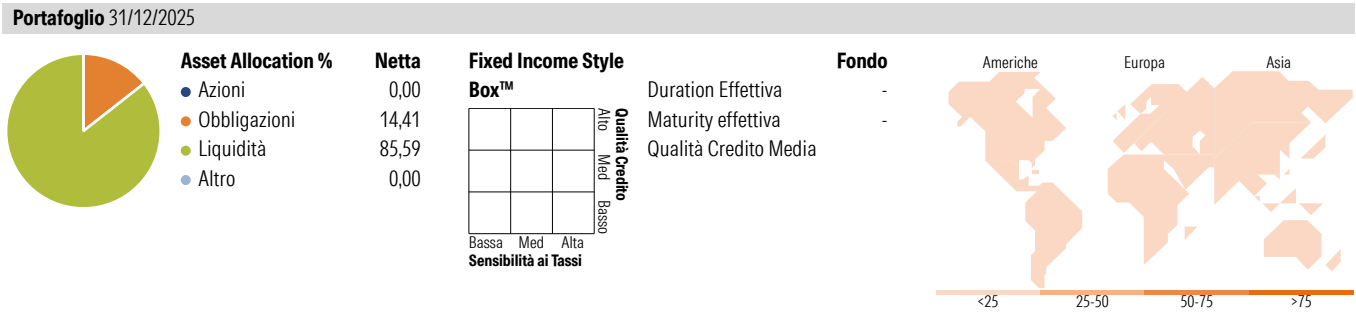 Portafoglio 31/12/2025
Asset Allocation % Netta
Azioni 0,00
Obbligazioni 14,41
Liquidità 85,59
Altro 0,00
Fixed Income Style
Box™
Alto Med Basso
Qualità Credito
Bassa Med Alta
Sensibilità ai Tassi
Fondo
Duration Effettiva -
Maturity effettiva -
Qualità Credito Media
Americhe Europa Asia
<25 25-50 50-75 >75